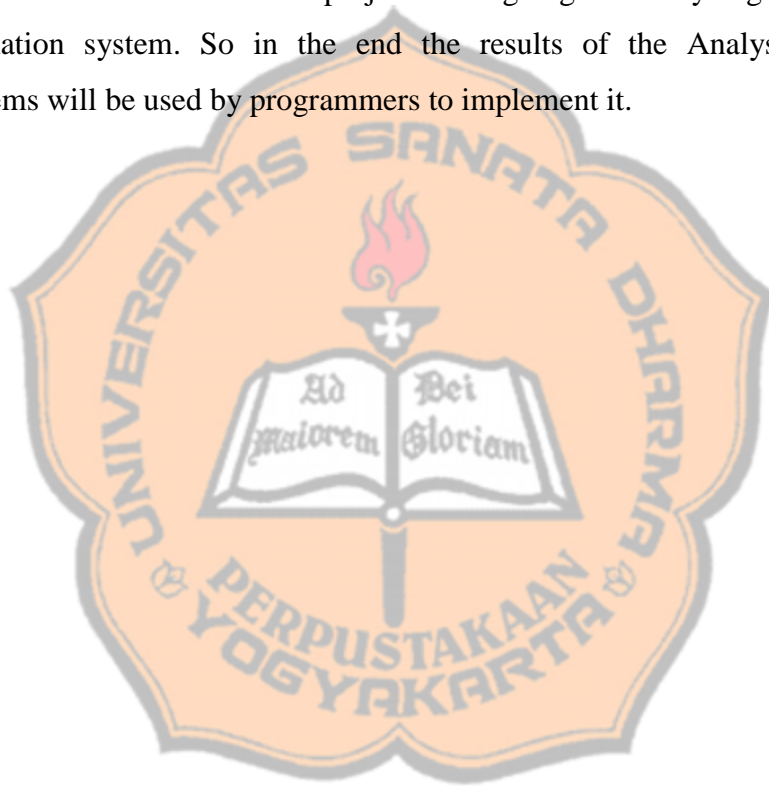 ation system. So in the end the results of the Analys
ems will be used by programmers to implement it.
UNIVERSITAS SANATA DHARMA
Ad Dei
Maiorem Gloriam
PERPUSTAKAAN
YOGYAKARTA